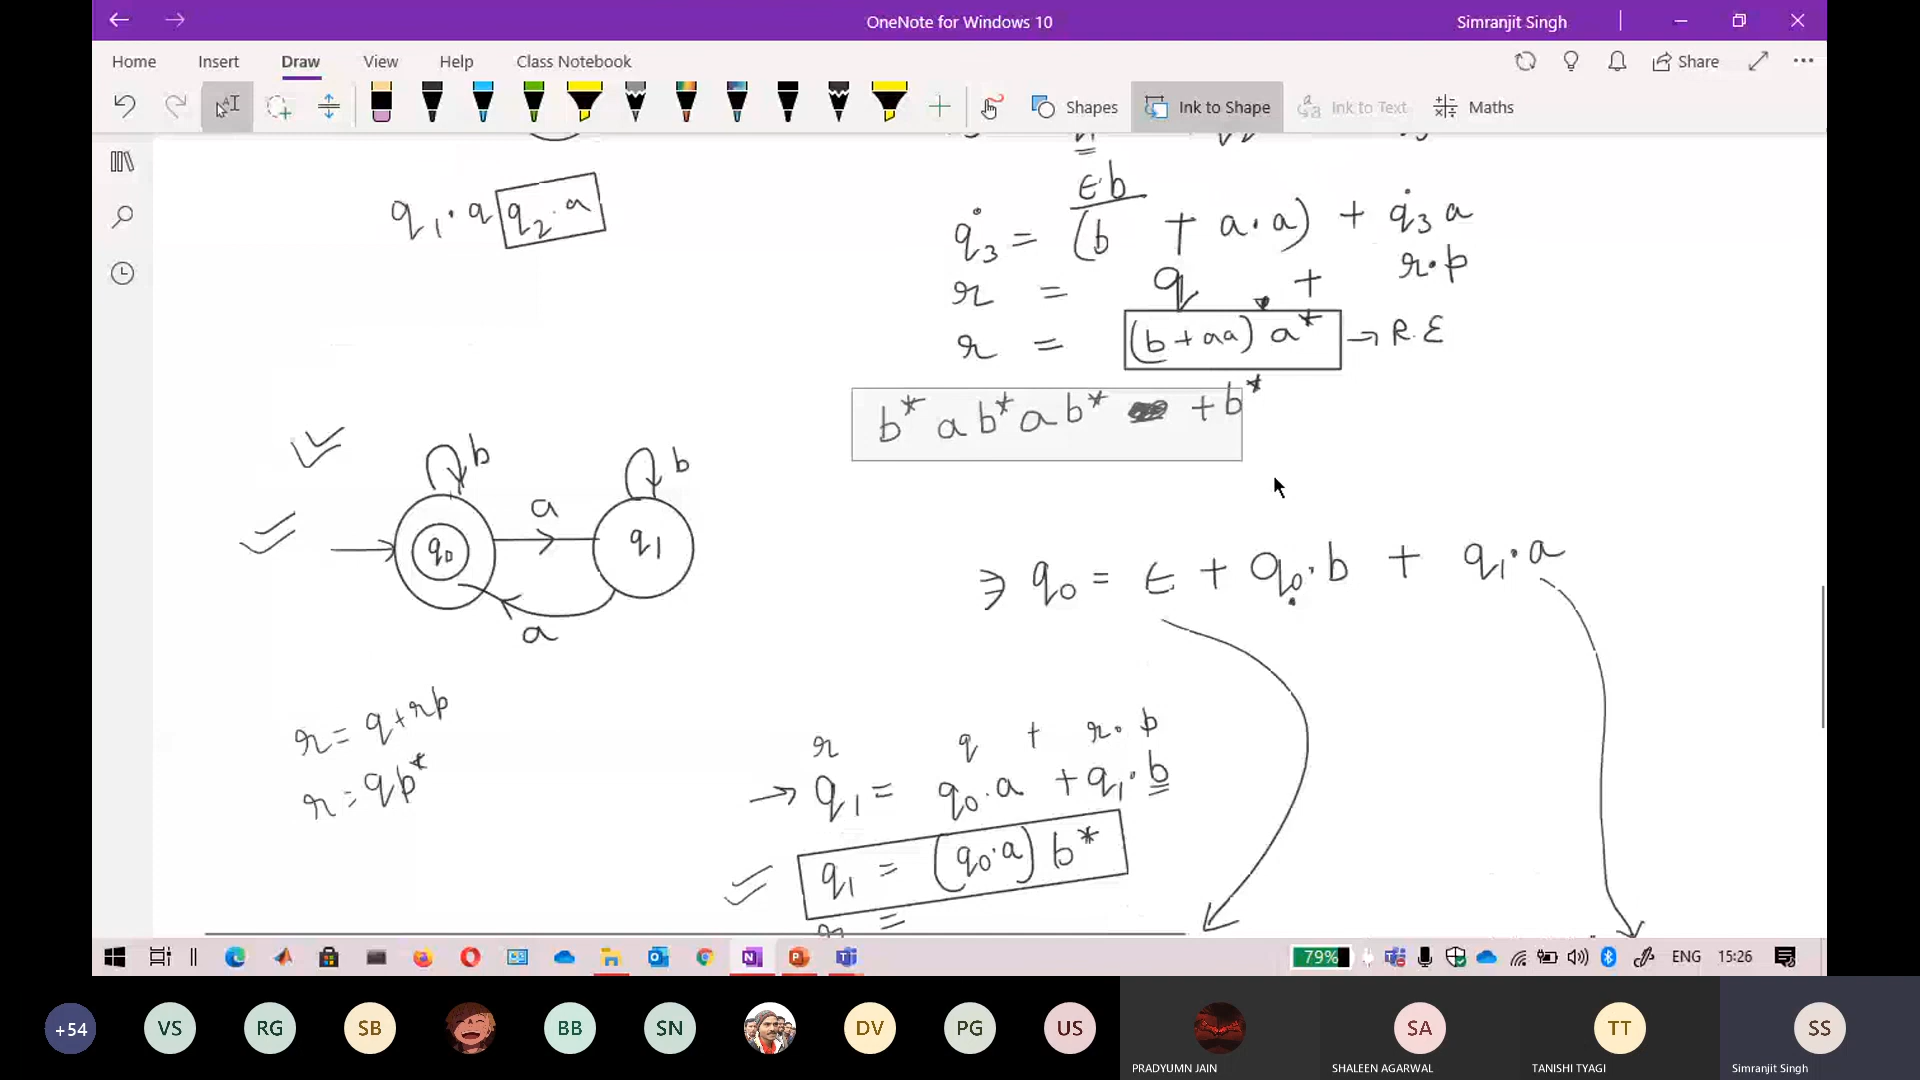 OneNote for Windows 10
Simranjit Singh
Home Insert Draw View Help Class Notebook
Share
Shapes Ink to Shape Ink to Text Maths
q₁·q q₂·a
ϵ·b
q₃ = (b + a·a) + q₃ a
r = q + r·p
r = (b+aa) a* → R.E
b* a b* a b* + b*
b
b
a
q₀
q₁
a
⇒ q₀ = ϵ + q₀·b + q₁·a
r = q + rp
r = qp*
r q + r·p
→ q₁ = q₀·a + q₁·b
q₁ = (q₀·a) b*
=
79%
ENG 15:26
+54 VS RG SB BB SN DV PG US SA TT SS
PRADYUMN JAIN SHALEEN AGARWAL TANISHI TYAGI Simranjit Singh